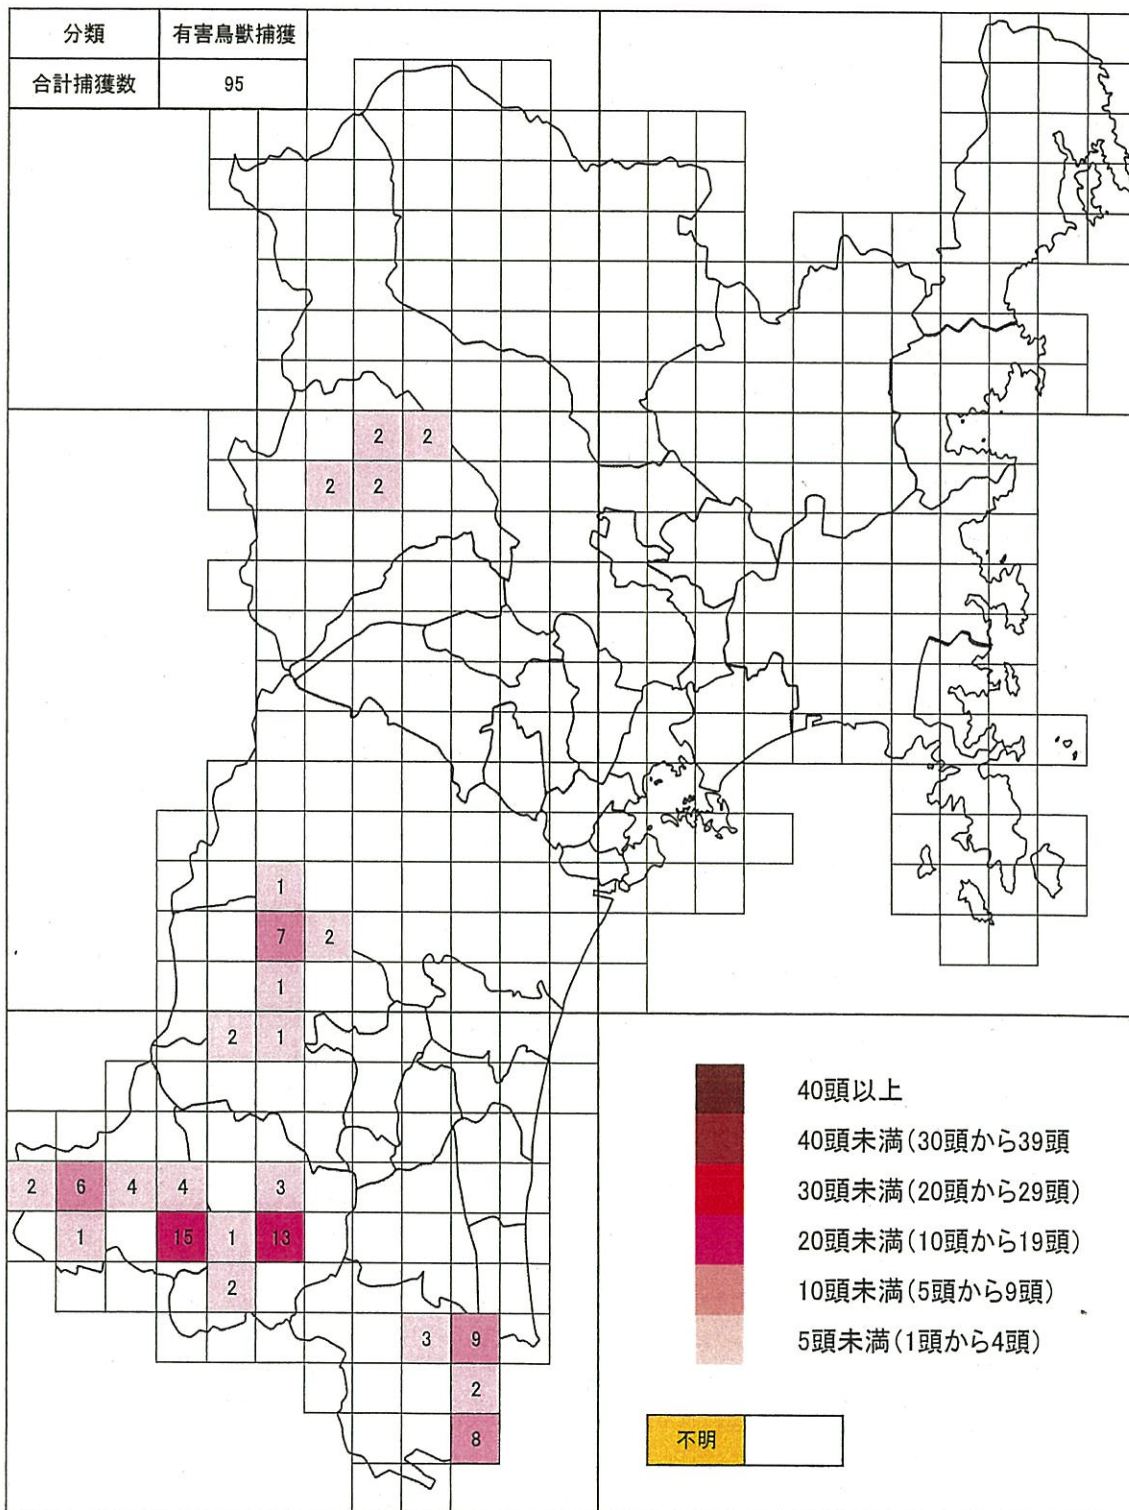 分類 有害鳥獣捕獲
合計捕獲数 95
2 2
2 2
1
7 2
1
2 1
2 6 4 4 3
1 15 1 13
2
3 9
2
8
40頭以上
40頭未満(30頭から39頭
30頭未満(20頭から29頭)
20頭未満(10頭から19頭)
10頭未満(5頭から9頭)
5頭未満(1頭から4頭)
不明